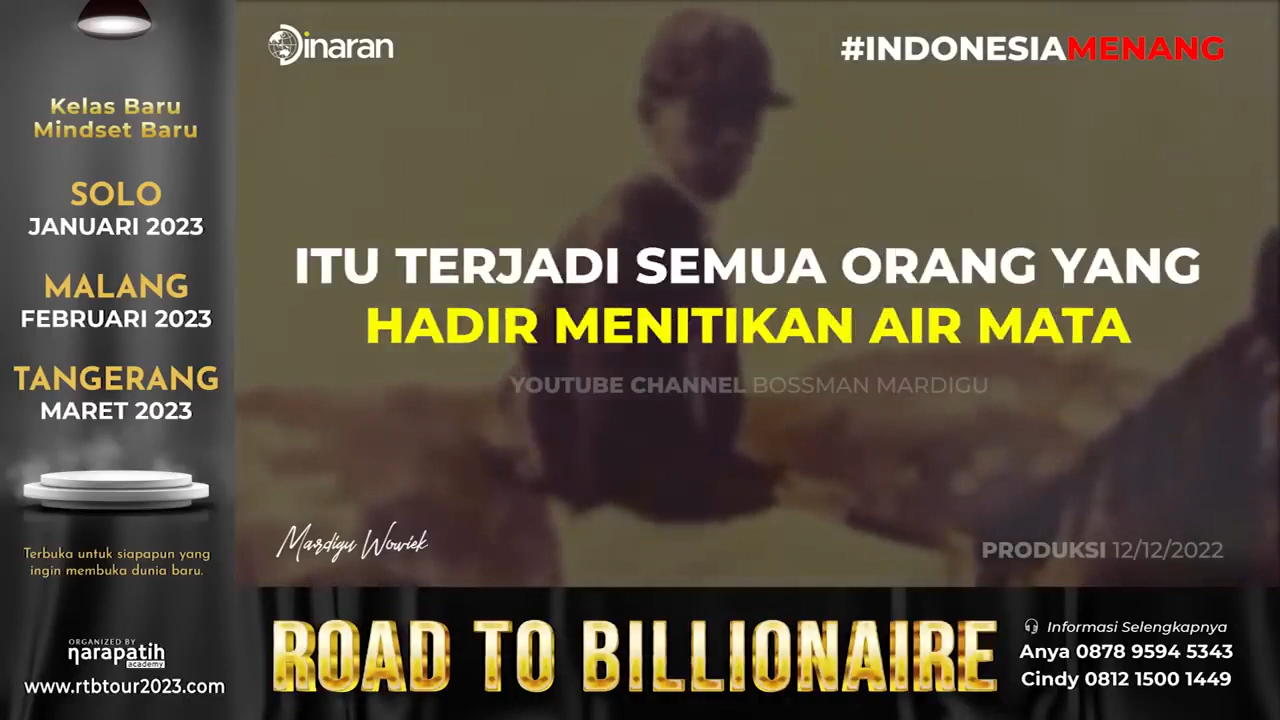 Kelas Baru
Mindset Baru
SOLO
JANUARI 2023
MALANG
FEBRUARI 2023
TANGERANG
MARET 2023
Terbuka untuk siapapun yang
ingin membuka dunia baru.
ORGANIZED BY
narapatih
academy
www.rtbtour2023.com
Dinaran
#INDONESIAMENANG
ITU TERJADI SEMUA ORANG YANG
HADIR MENITIKAN AIR MATA
YOUTUBE CHANNEL BOSSMAN MARDIGU
Mardigu Wowiek
PRODUKSI 12/12/2022
ROAD TO BILLIONAIRE
Informasi Selengkapnya
Anya 0878 9594 5343
Cindy 0812 1500 1449